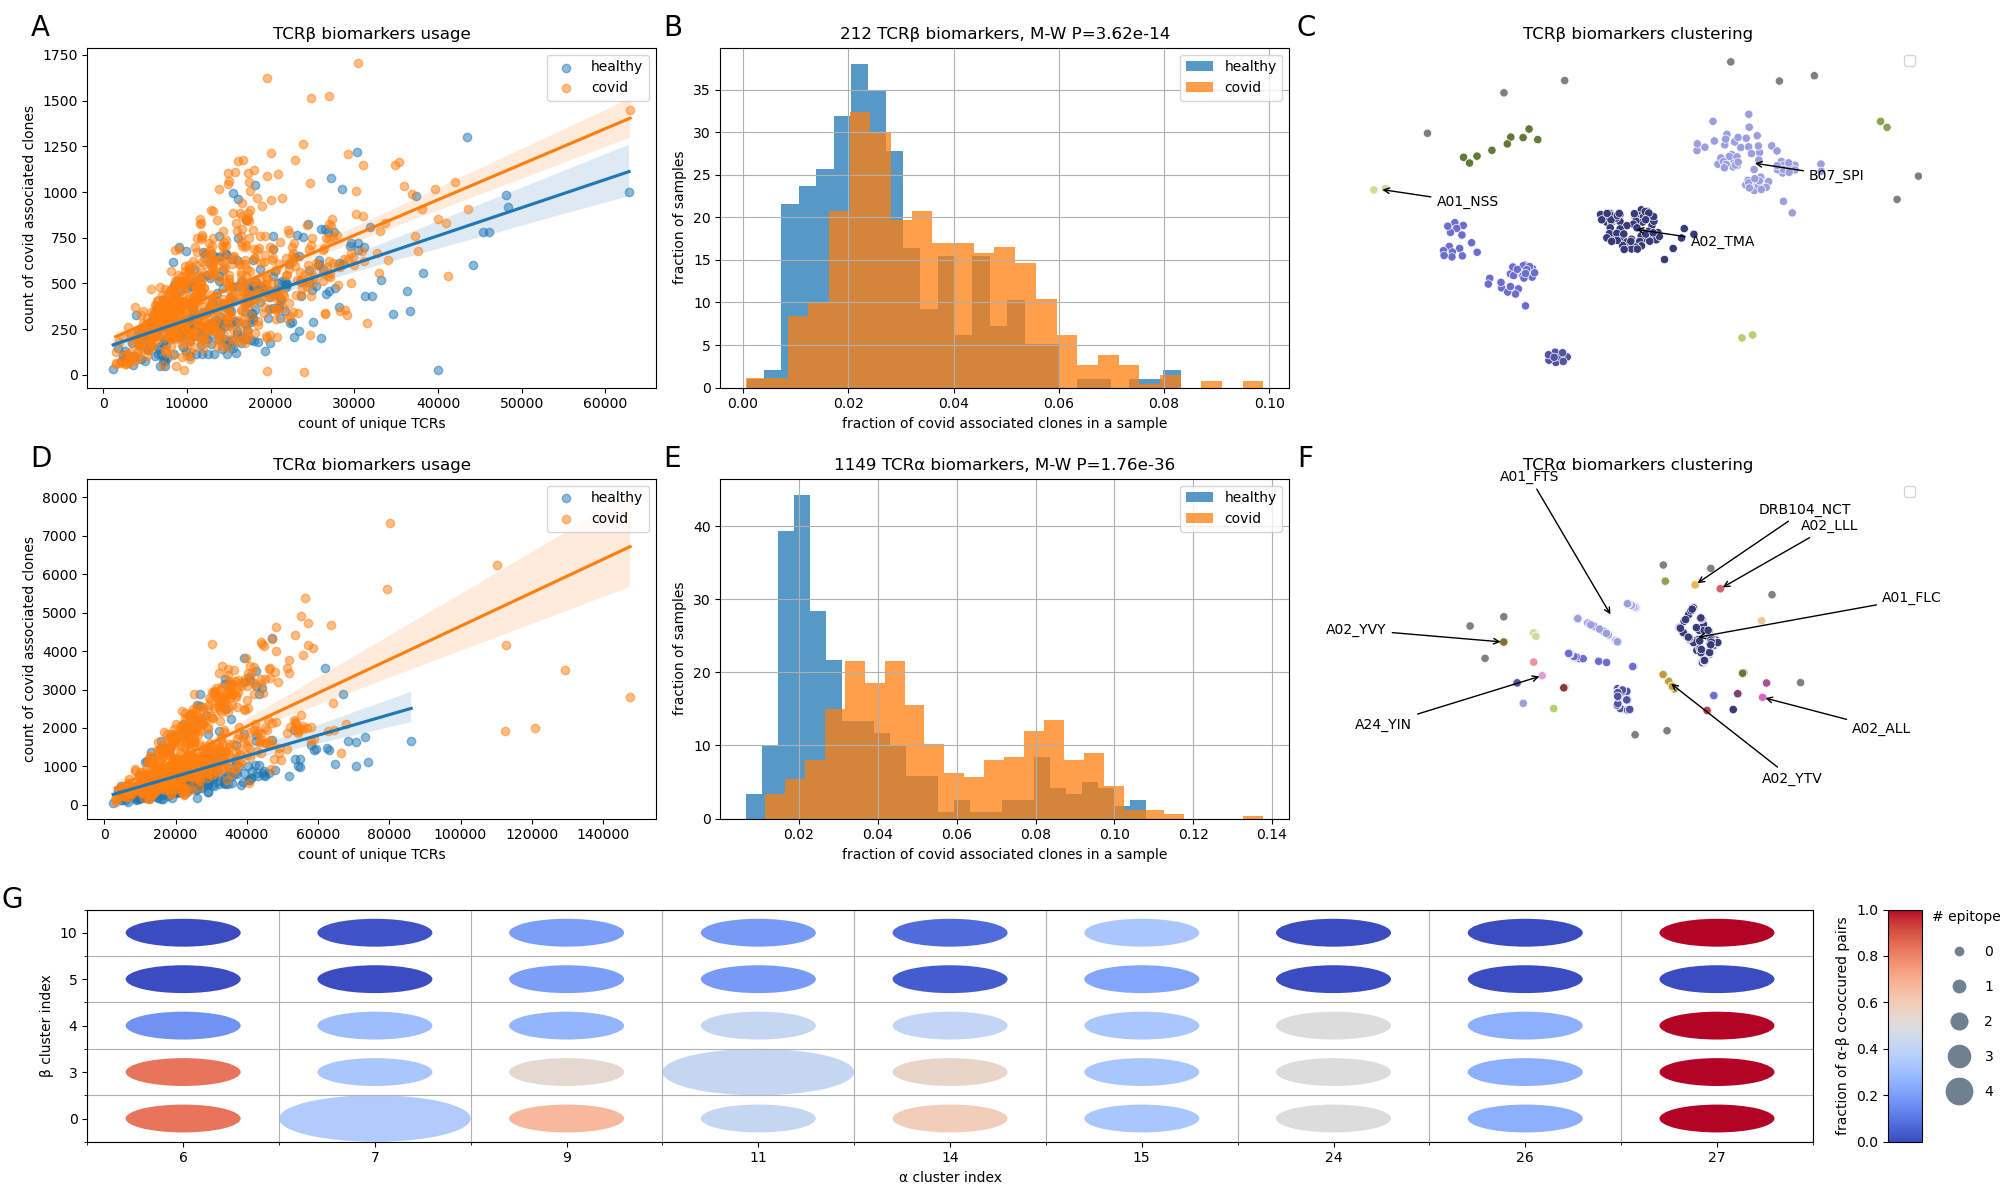 A
TCRβ biomarkers usage
1750
1500
1250
1000
750
500
250
0
count of covid associated clones
healthy
covid
0 10000 20000 30000 40000 50000 60000
count of unique TCRs
B
212 TCRβ biomarkers, M-W P=3.62e-14
35
30
25
20
15
10
5
0
fraction of samples
healthy
covid
0.00 0.02 0.04 0.06 0.08 0.10
fraction of covid associated clones in a sample
C
TCRβ biomarkers clustering
B07_SPI
A01_NSS
A02_TMA
D
TCRα biomarkers usage
8000
7000
6000
5000
4000
3000
2000
1000
0
count of covid associated clones
healthy
covid
0 20000 40000 60000 80000 100000 120000 140000
count of unique TCRs
E
1149 TCRα biomarkers, M-W P=1.76e-36
40
30
20
10
0
fraction of samples
healthy
covid
0.02 0.04 0.06 0.08 0.10 0.12 0.14
fraction of covid associated clones in a sample
F
TCRα biomarkers clustering
A01_FTS
DRB104_NCT
A02_LLL
A01_FLC
A02_YVY
A24_YIN
A02_ALL
A02_YTV
G
10
5
4
3
0
β cluster index
6 7 9 11 14 15 24 26 27
α cluster index
1.0
0.8
0.6
0.4
0.2
0.0
fraction of α-β co-occured pairs
# epitope
0
1
2
3
4